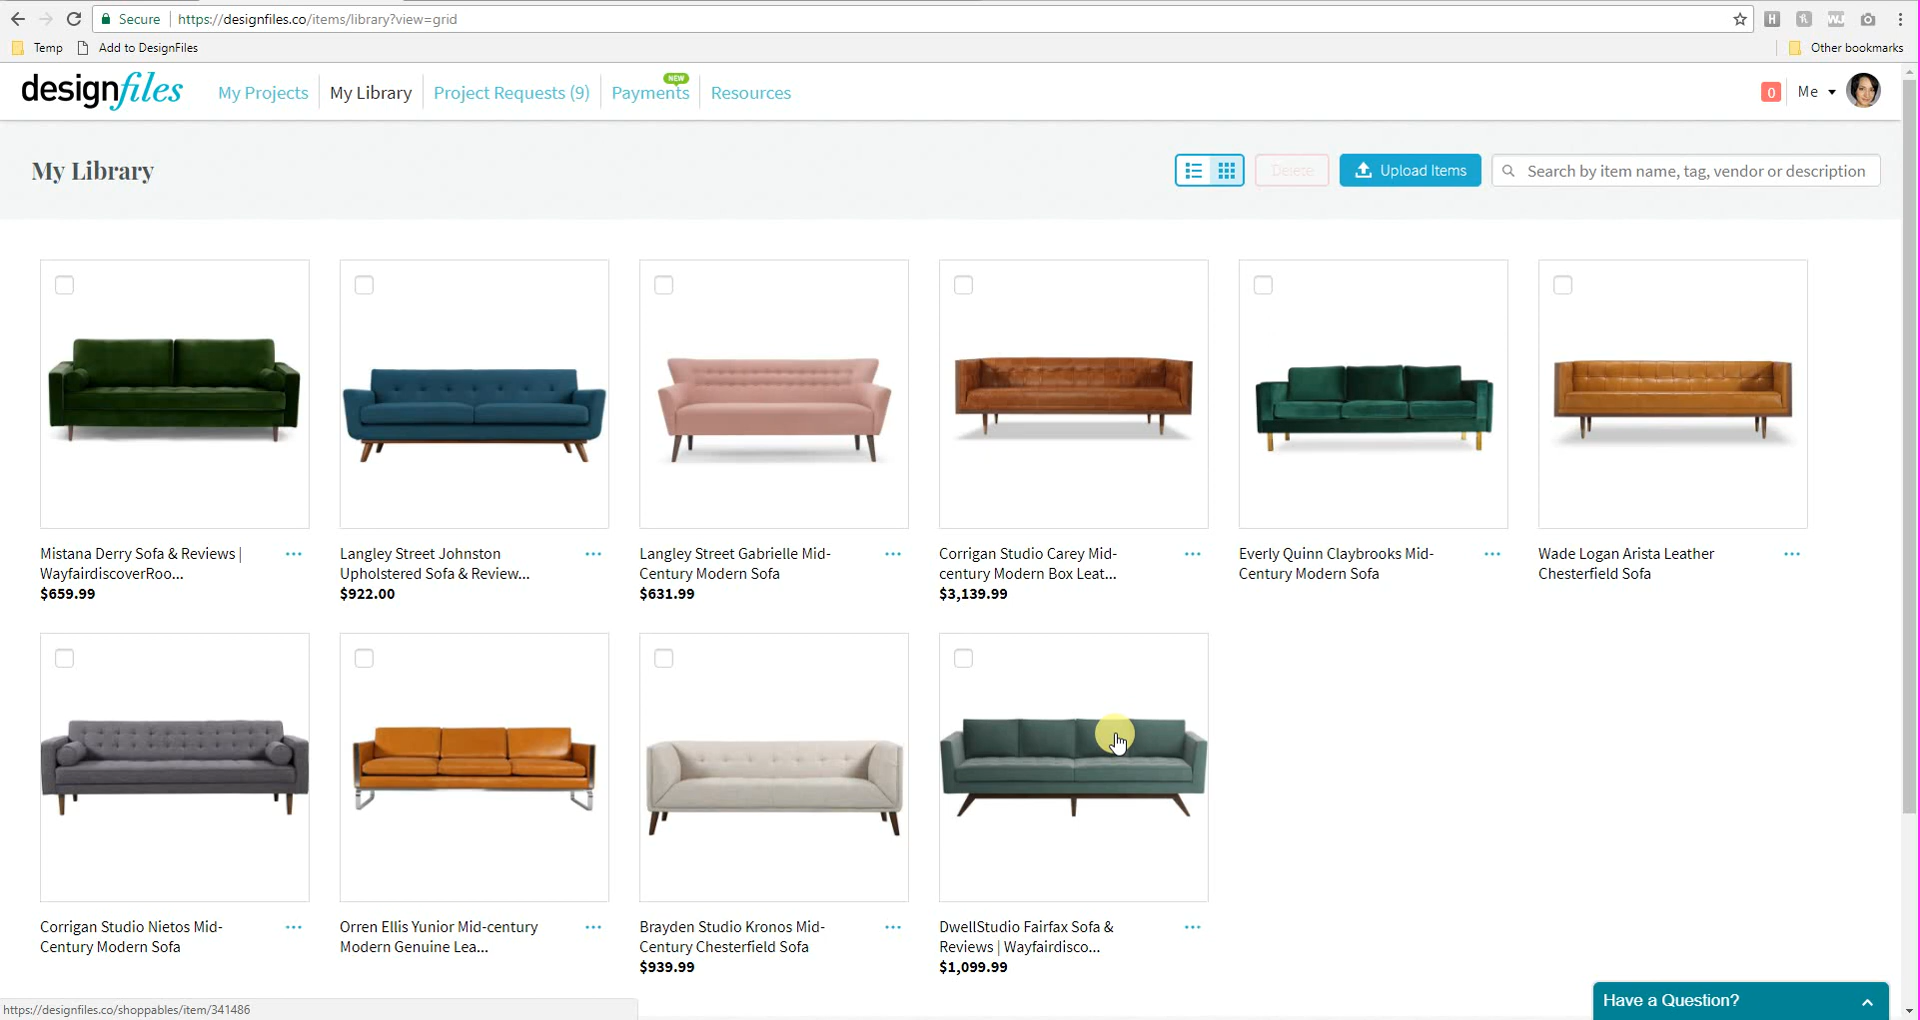 Secure https://designfiles.co/items/library?view=grid
Temp Add to DesignFiles Other bookmarks
designfiles My Projects My Library Project Requests (9) Payments NEW Resources 0 Me
My Library Delete Upload Items Search by item name, tag, vendor or description
Mistana Derry Sofa & Reviews |
WayfairdiscoverRoo...
$659.99
Langley Street Johnston
Upholstered Sofa & Review...
$922.00
Langley Street Gabrielle Mid-
Century Modern Sofa
$631.99
Corrigan Studio Carey Mid-
century Modern Box Leat...
$3,139.99
Everly Quinn Claybrooks Mid-
Century Modern Sofa
Wade Logan Arista Leather
Chesterfield Sofa
Corrigan Studio Nietos Mid-
Century Modern Sofa
Orren Ellis Yunior Mid-century
Modern Genuine Lea...
Brayden Studio Kronos Mid-
Century Chesterfield Sofa
$939.99
DwellStudio Fairfax Sofa &
Reviews | Wayfairdisco...
$1,099.99
Have a Question?
https://designfiles.co/shoppables/item/341486